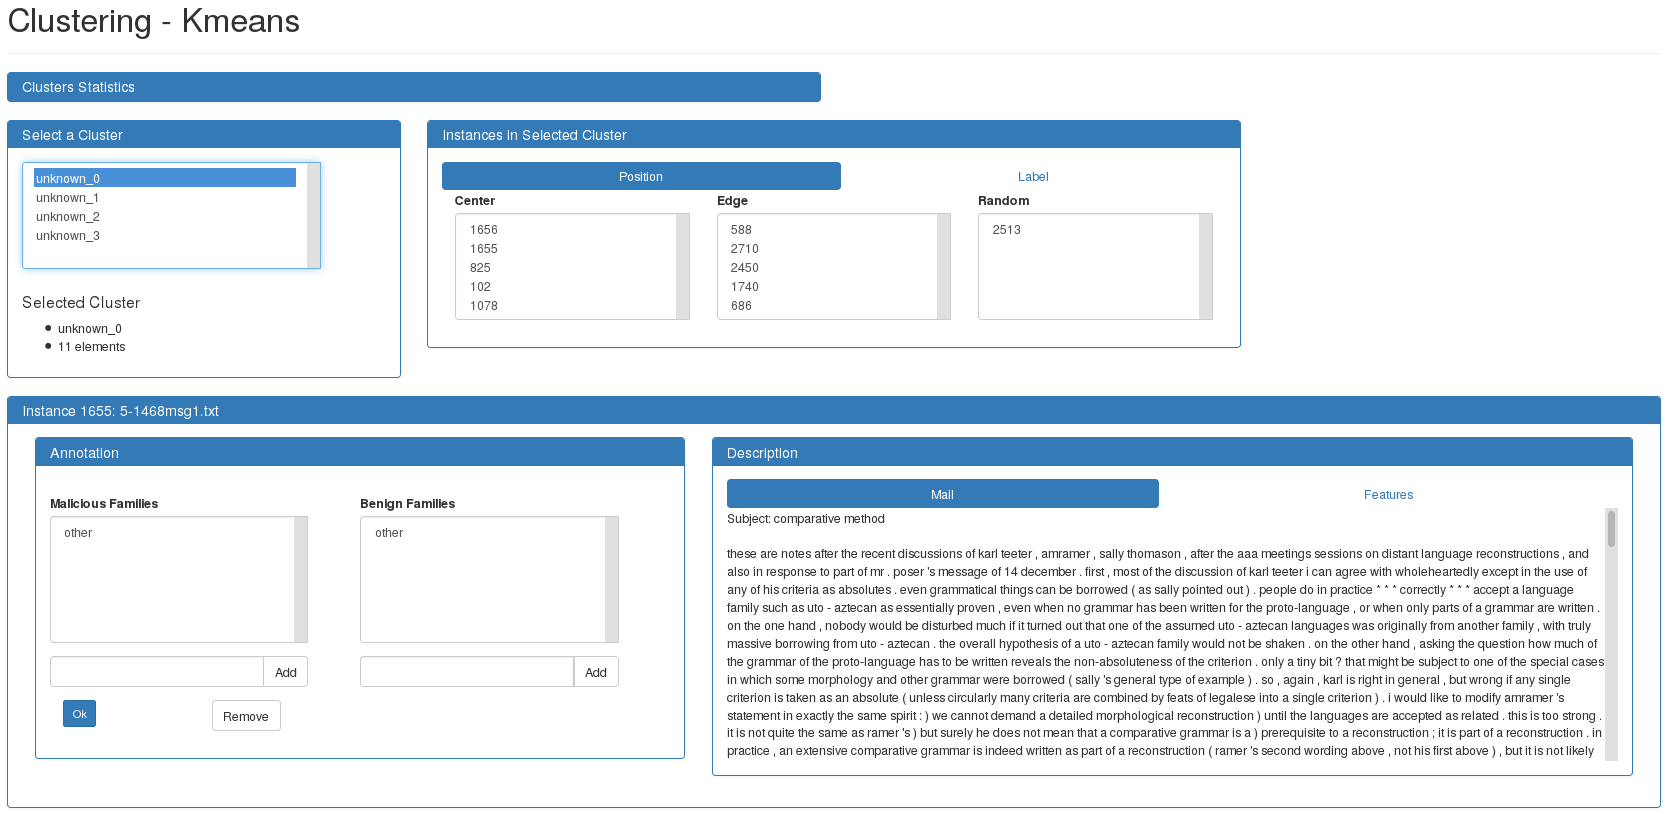 Clustering - Kmeans
Clusters Statistics
Select a Cluster
unknown_0
unknown_1
unknown_2
unknown_3
Selected Cluster
unknown_0
11 elements
Instances in Selected Cluster
Position
Label
Center
Edge
Random
1656
1655
825
102
1078
588
2710
2450
1740
686
2513
Instance 1655: 5-1468msg1.txt
Annotation
Malicious Families
Benign Families
other
other
Add
Add
Ok
Remove
Description
Mail
Features
Subject: comparative method
these are notes after the recent discussions of karl teeter , amramer , sally thomason , after the aaa meetings sessions on distant language reconstructions , and
also in response to part of mr . poser 's message of 14 december . first , most of the discussion of karl teeter i can agree with wholeheartedly except in the use of
any of his criteria as absolutes . even grammatical things can be borrowed ( as sally pointed out ) . people do in practice * * * correctly * * * accept a language
family such as uto - aztecan as essentially proven , even when no grammar has been written for the proto-language , or when only parts of a grammar are written .
on the one hand , nobody would be disturbed much if it turned out that one of the assumed uto - aztecan languages was originally from another family , with truly
massive borrowing from uto - aztecan . the overall hypothesis of a uto - aztecan family would not be shaken . on the other hand , asking the question how much of
the grammar of the proto-language has to be written reveals the non-absoluteness of the criterion . only a tiny bit ? that might be subject to one of the special cases
in which some morphology and other grammar were borrowed ( sally 's general type of example ) . so , again , karl is right in general , but wrong if any single
criterion is taken as an absolute ( unless circularly many criteria are combined by feats of legalese into a single criterion ) . i would like to modify amramer 's
statement in exactly the same spirit : ) we cannot demand a detailed morphological reconstruction ) until the languages are accepted as related . this is too strong .
it is not quite the same as ramer 's ) but surely he does not mean that a comparative grammar is a ) prerequisite to a reconstruction ; it is part of a reconstruction . in
practice , an extensive comparative grammar is indeed written as part of a reconstruction ( ramer 's second wording above , not his first above ) , but it is not likely